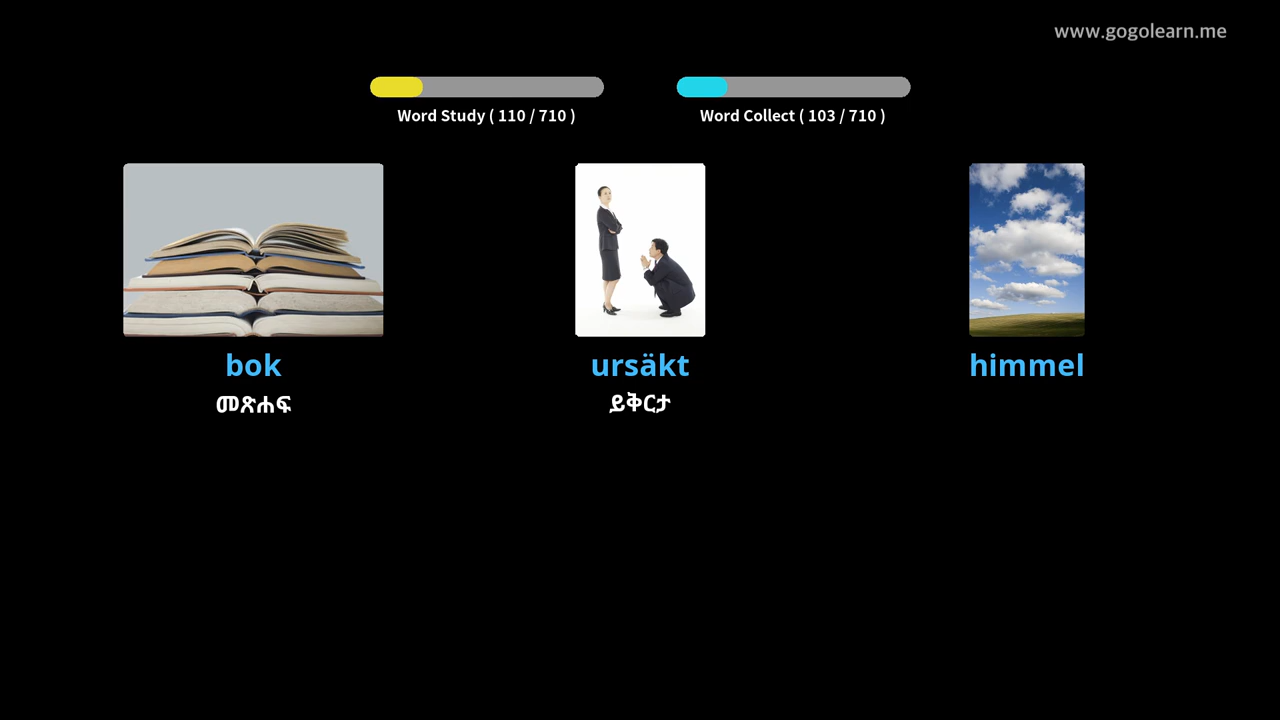 www.gogolearn.me
Word Study ( 110 / 710 )
Word Collect ( 103 / 710 )
bok
ursäkt
himmel
መጽሐፍ
ይቅርታ